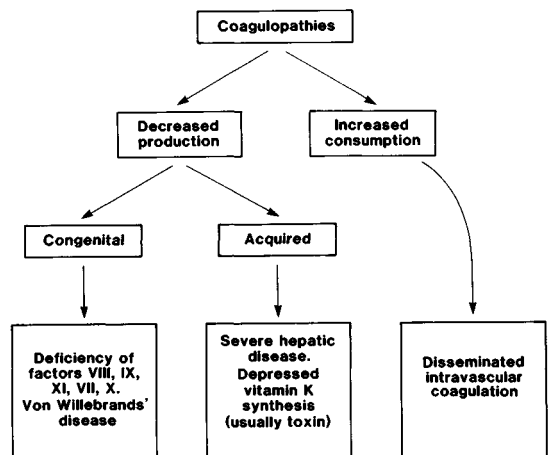 Coagulopathies
Decreased
production
Increased
consumption
Congenital
Acquired
Deficiency of
factors VIII, IX,
XI, VII, X.
Von Willebrands'
disease
Severe hepatic
disease.
Depressed
vitamin K
synthesis
(usually toxin)
Disseminated
intravascular
coagulation